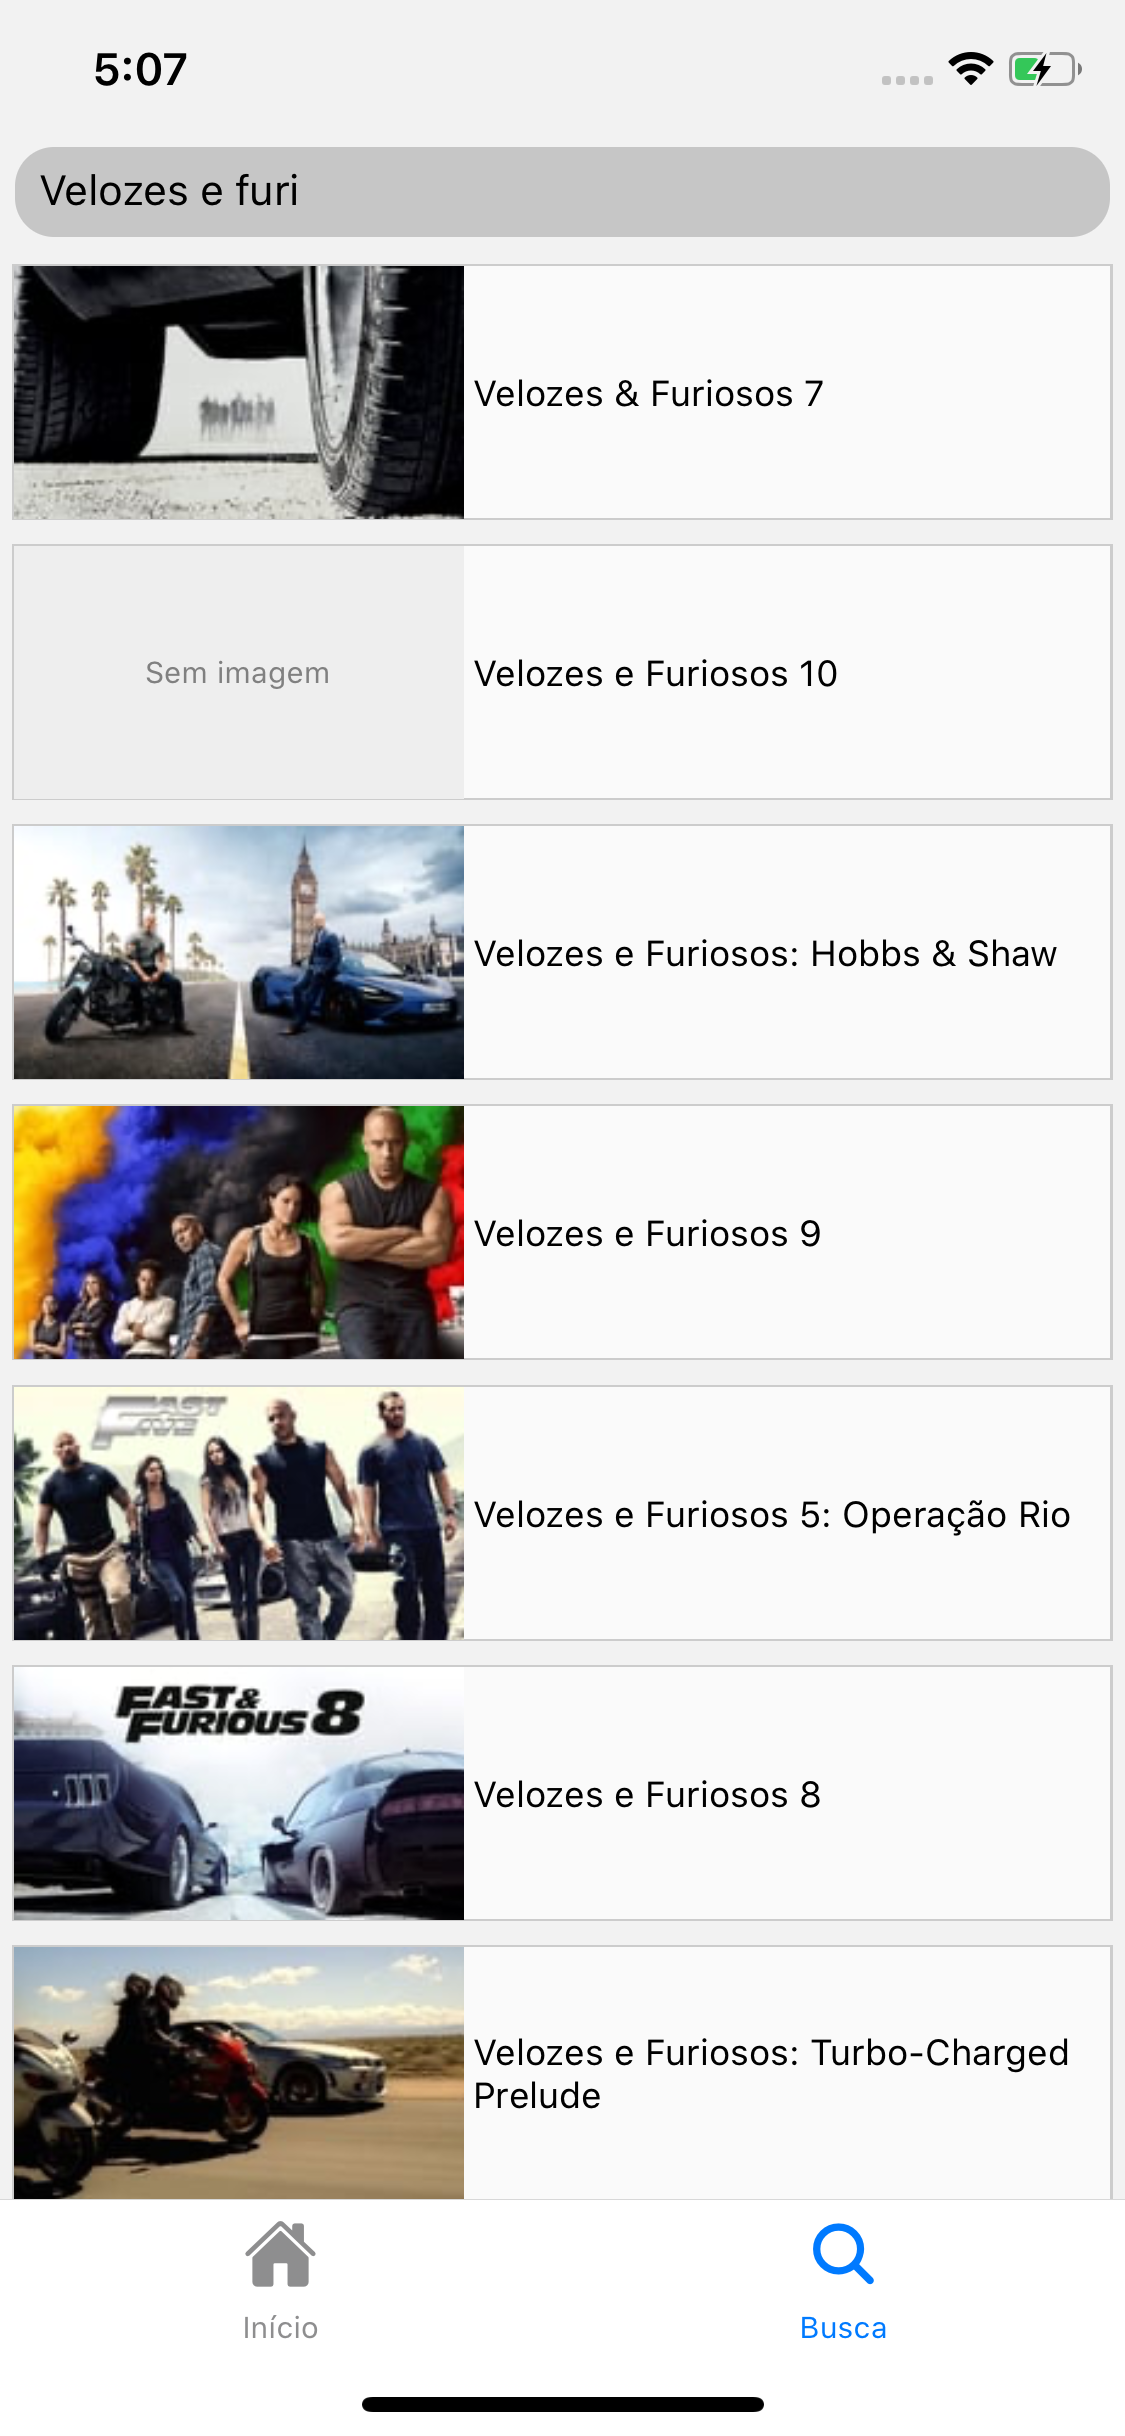 5:07
Velozes e furi
Velozes & Furiosos 7
Sem imagem
Velozes e Furiosos 10
Velozes e Furiosos: Hobbs & Shaw
Velozes e Furiosos 9
FAST
FIVE
Velozes e Furiosos 5: Operação Rio
FAST &
FURIOUS 8
Velozes e Furiosos 8
Velozes e Furiosos: Turbo-Charged
Prelude
Início
Busca